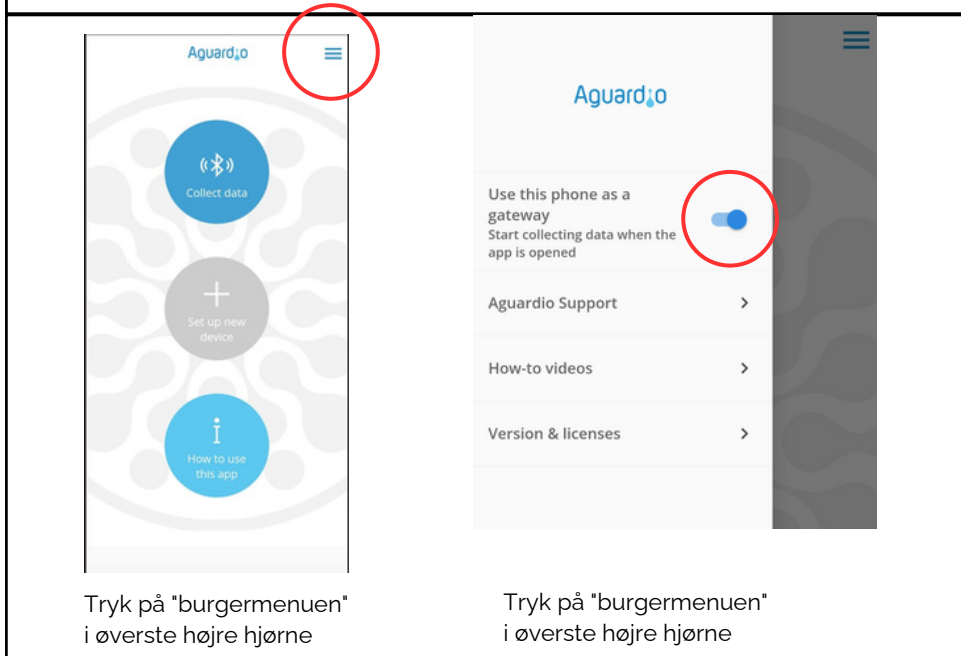 Aguardio
Collect data
Set up new
device
How to use
this app
Tryk på "burgermenuen"
i øverste højre hjørne
Aguardio
Use this phone as a
gateway
Start collecting data when the
app is opened
Aguardio Support
How-to videos
Version & licenses
Tryk på "burgermenuen"
i øverste højre hjørne